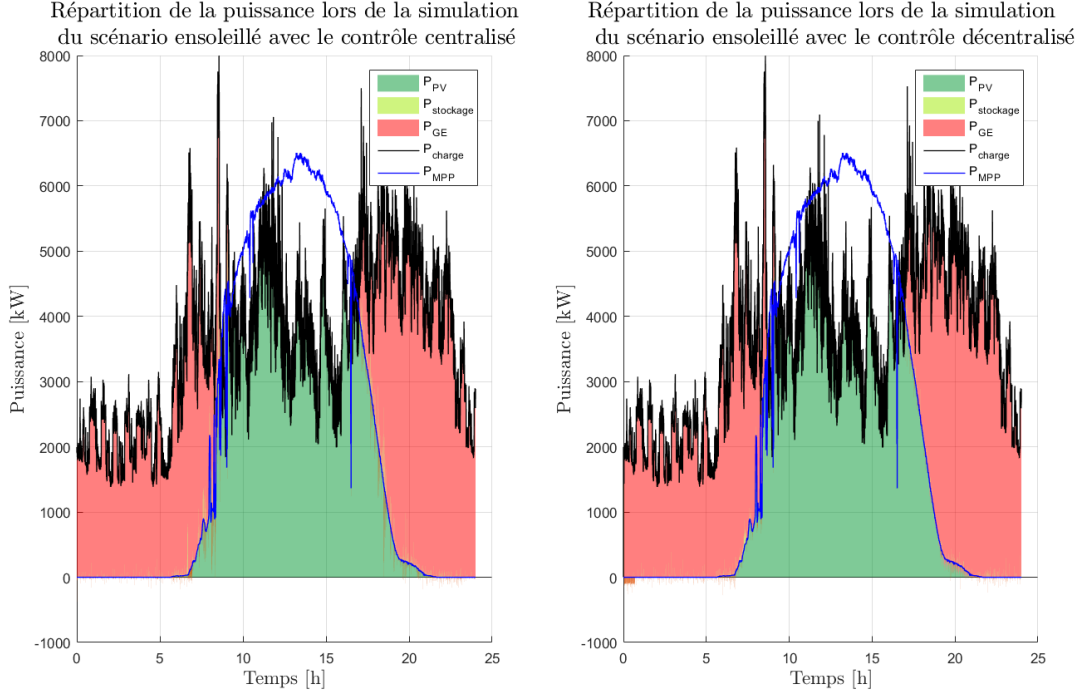 Répartition de la puissance lors de la simulation
du scénario ensoleillé avec le contrôle centralisé
8000
7000
6000
5000
4000
3000
2000
1000
0
-1000
Puissance [kW]
P_PV
P_stockage
P_GE
P_charge
P_MPP
0
5
10
15
20
25
Temps [h]
Répartition de la puissance lors de la simulation
du scénario ensoleillé avec le contrôle décentralisé
8000
7000
6000
5000
4000
3000
2000
1000
0
-1000
Puissance [kW]
P_PV
P_stockage
P_GE
P_charge
P_MPP
0
5
10
15
20
25
Temps [h]